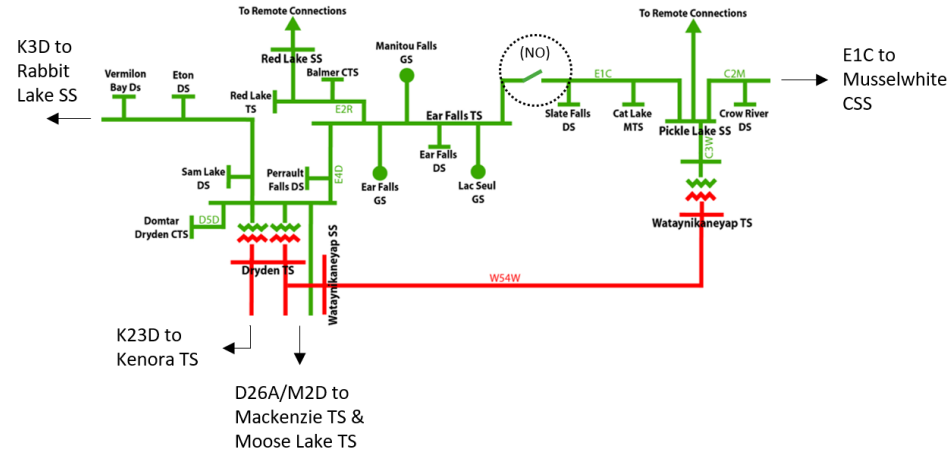 To Remote Connections
To Remote Connections
K3D to
Rabbit
Lake SS
Vermilon
Bay Ds
Eton
DS
Red Lake SS
Manitou Falls
GS
(NO)
E1C to
Musselwhite
CSS
Balmer CTS
Red Lake
TS
E2R
Ear Falls TS
E1C
C2M
Slate Falls
DS
Cat Lake
MTS
Pickle Lake SS
Crow River
DS
C3W
Sam Lake
DS
Perrault
Falls DS
E4D
Ear Falls
DS
Ear Falls
GS
Lac Seul
GS
Domtar
Dryden CTS
D5D
Dryden TS
Wataynikaneyap SS
Wataynikaneyap TS
W54W
K23D to
Kenora TS
D26A/M2D to
Mackenzie TS &
Moose Lake TS